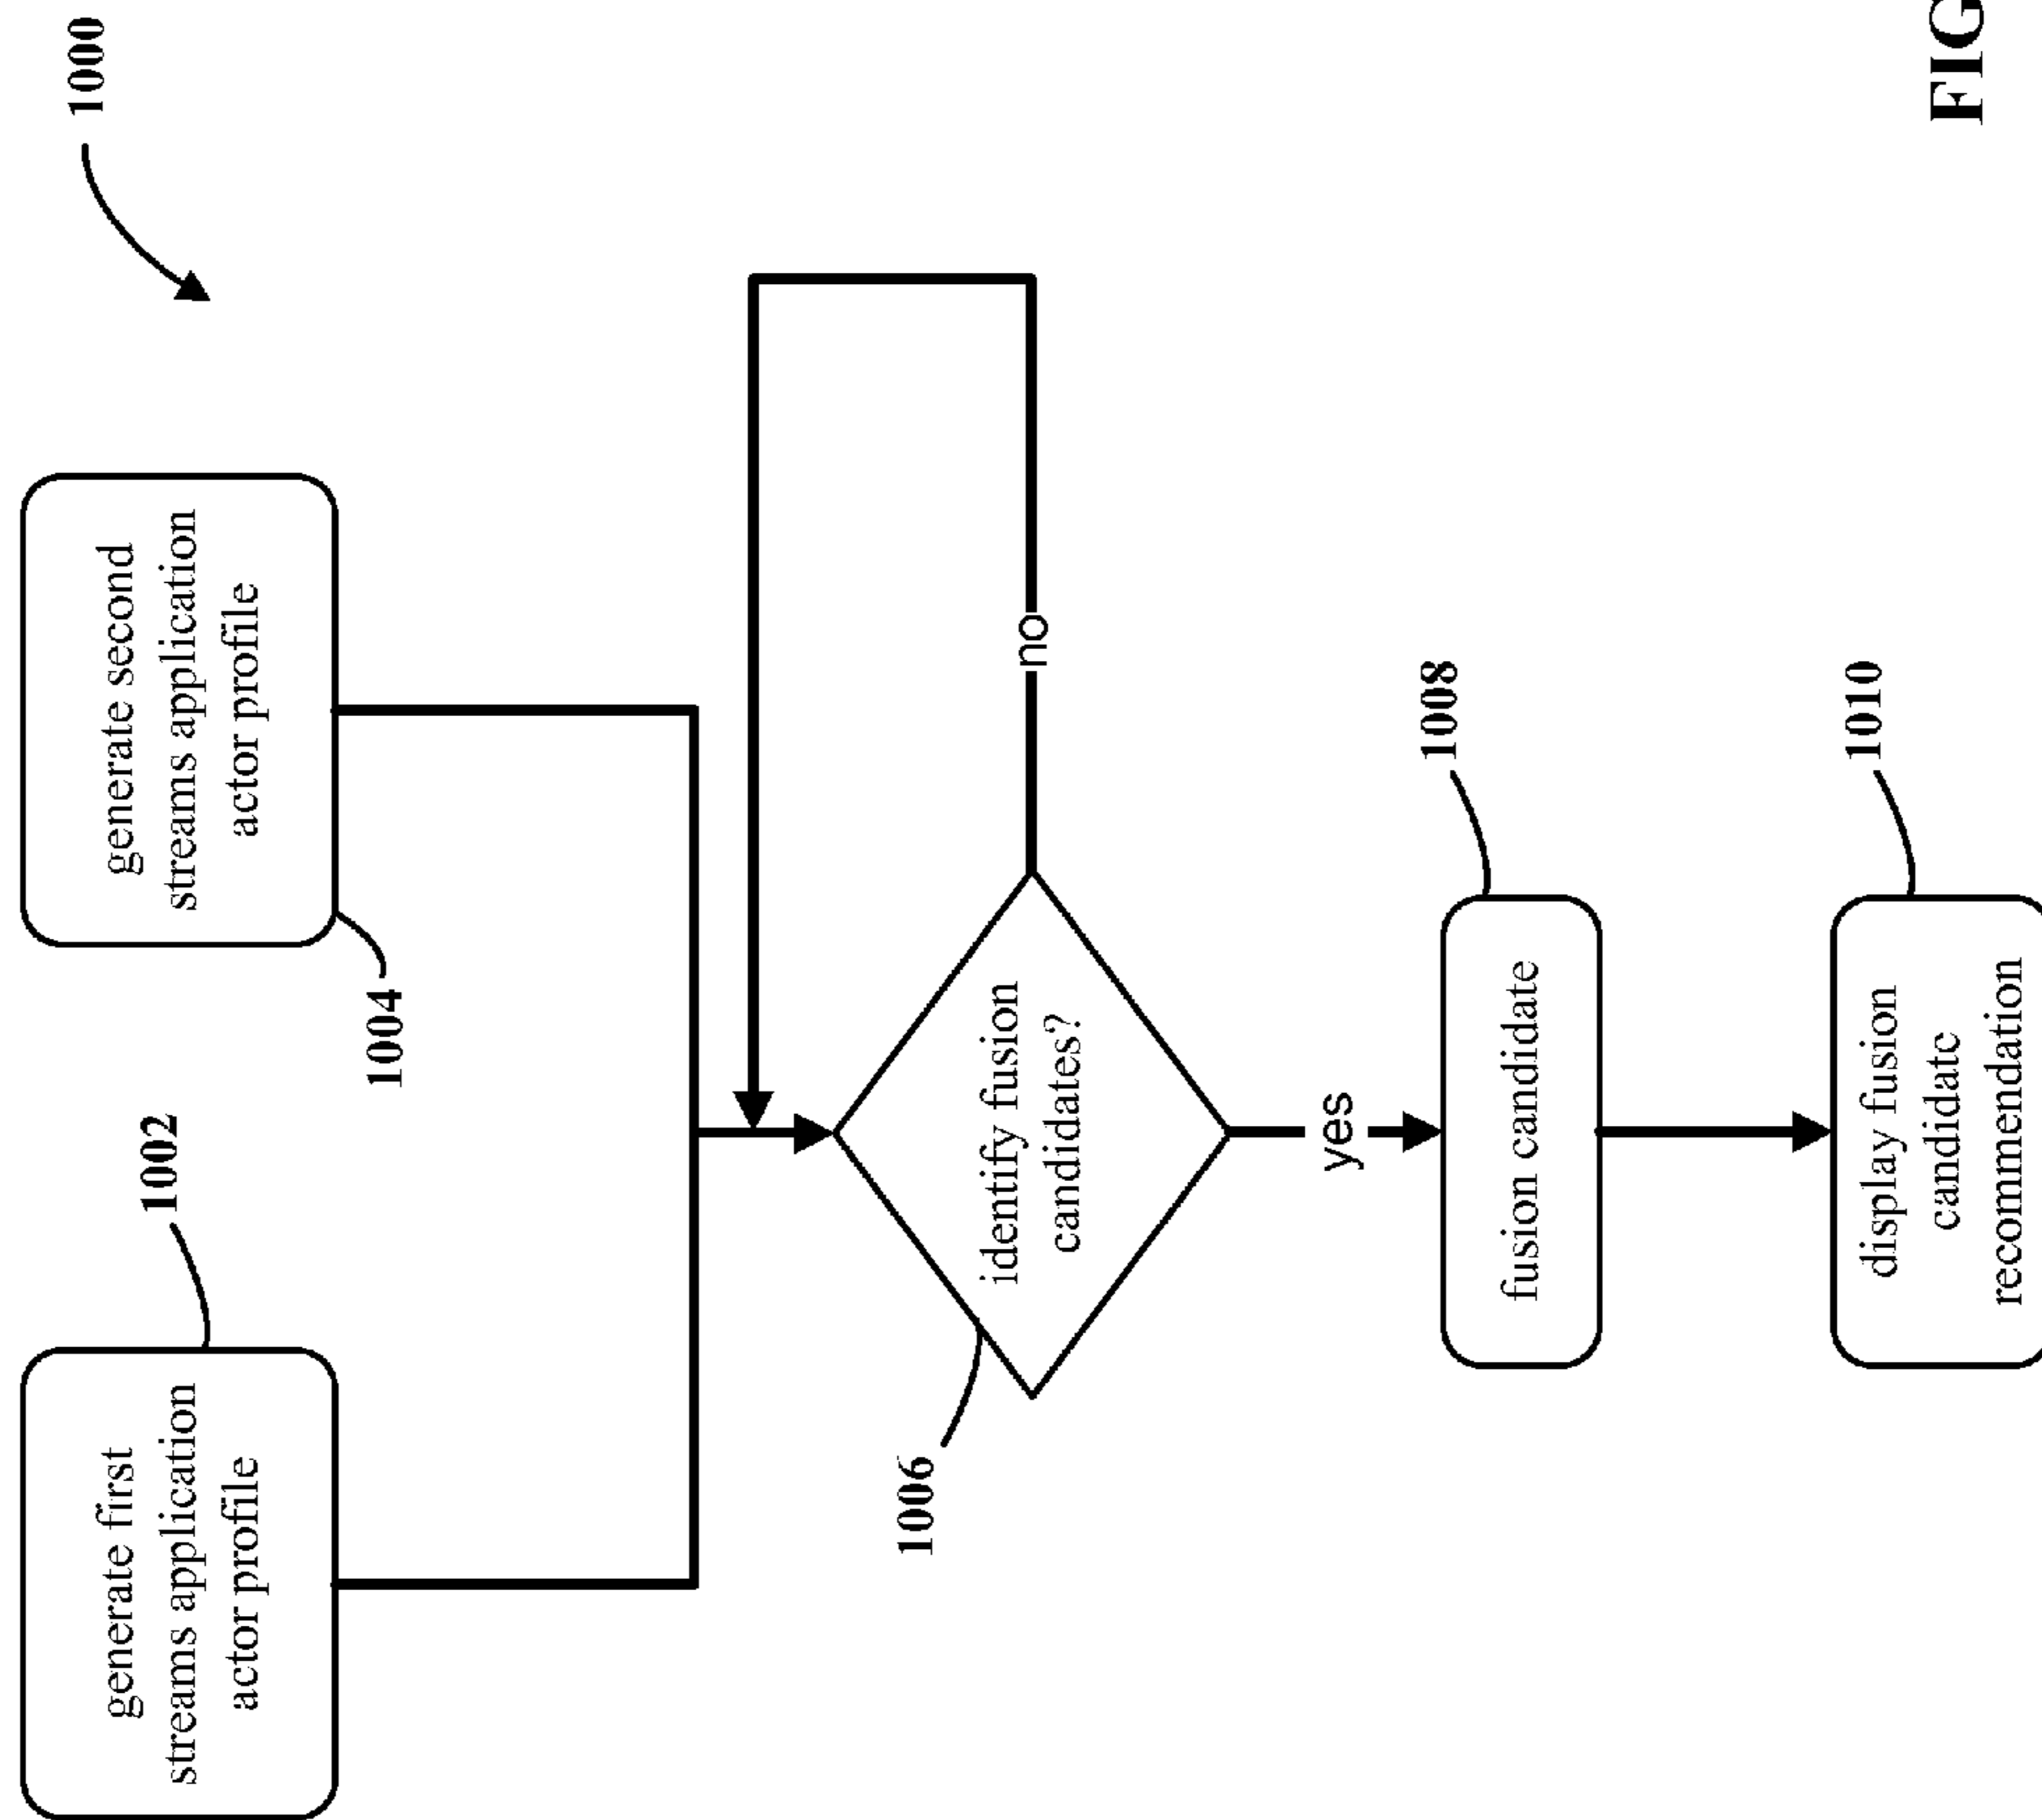 1000
1002
generate first
streams application
actor profile
1004
generate second
streams application
actor profile
1006
identify fusion
candidates?
no
yes
1008
fusion candidate
1010
display fusion
candidate
recommendation
FIG